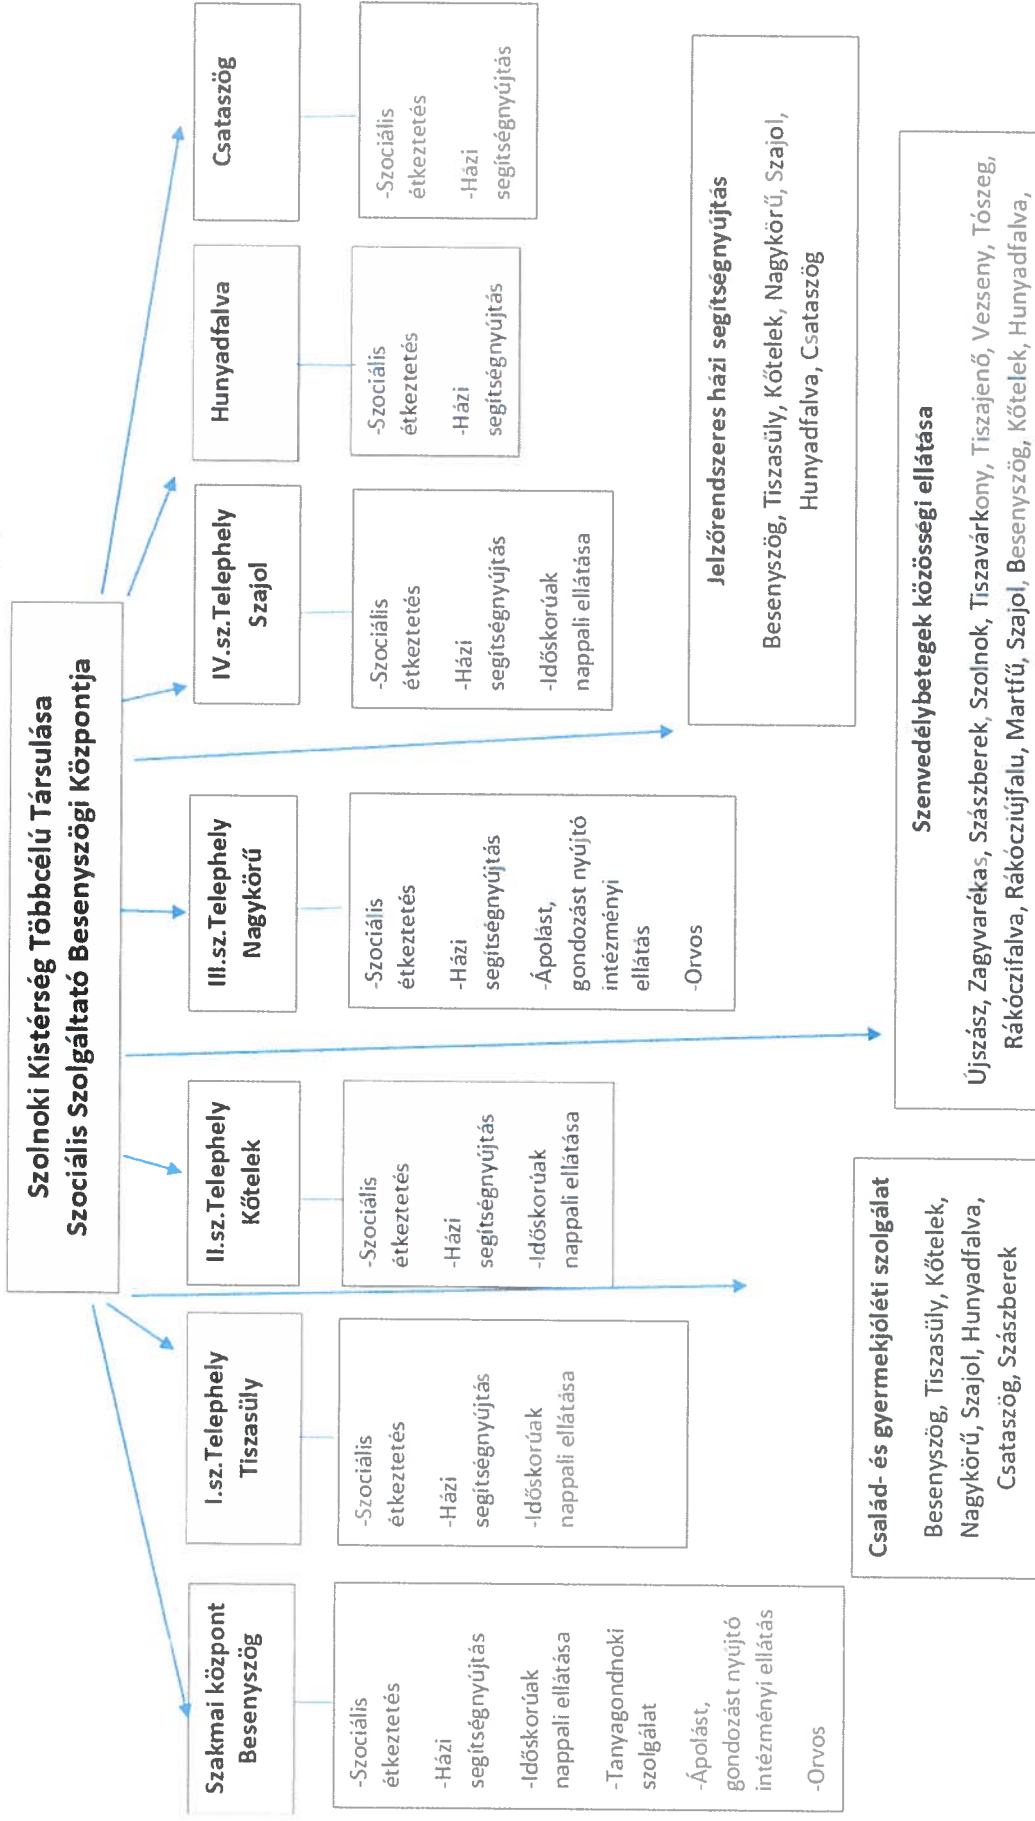 Szolnoki Kistérség Többcélú Társulása
Szociális Szolgáltató Besenyszögi Központja
Szakmai központ
Besenyszög
-Szociális
étkeztetés
-Házi
segítségnyújtás
-Időskorúak
nappali ellátása
-Tanyagondnoki
szolgálat
-Ápolást,
gondozást nyújtó
intézményi ellátás
-Orvos
I.sz.Telephely
Tiszasüly
-Szociális
étkeztetés
-Házi
segítségnyújtás
-Időskorúak
nappali ellátása
II.sz.Telephely
Kőtelek
-Szociális
étkeztetés
-Házi
segítségnyújtás
-Időskorúak
nappali ellátása
III.sz.Telephely
Nagykörű
-Szociális
étkeztetés
-Házi
segítségnyújtás
-Ápolást,
gondozást nyújtó
intézményi
ellátás
-Orvos
IV.sz.Telephely
Szajol
-Szociális
étkeztetés
-Házi
segítségnyújtás
-Időskorúak
nappali ellátása
Hunyadfalva
-Szociális
étkeztetés
-Házi
segítségnyújtás
Csataszög
-Szociális
étkeztetés
-Házi
segítségnyújtás
Család- és gyermekjóléti szolgálat
Besenyszög, Tiszasüly, Kőtelek,
Nagykörű, Szajol, Hunyadfalva,
Csataszög, Szászberek
Jelzőrendszeres házi segítségnyújtás
Besenyszög, Tiszasüly, Kőtelek, Nagykörű, Szajol,
Hunyadfalva, Csataszög
Szenvedélybetegek közösségi ellátása
Újszász, Zagyvarékas, Szászberek, Szolnok, Tiszavárkony, Tiszajenő, Vezseny, Tószeg,
Rákóczifalva, Rákócziújfalu, Martfű, Szajol, Besenyszög, Kőtelek, Hunyadfalva,